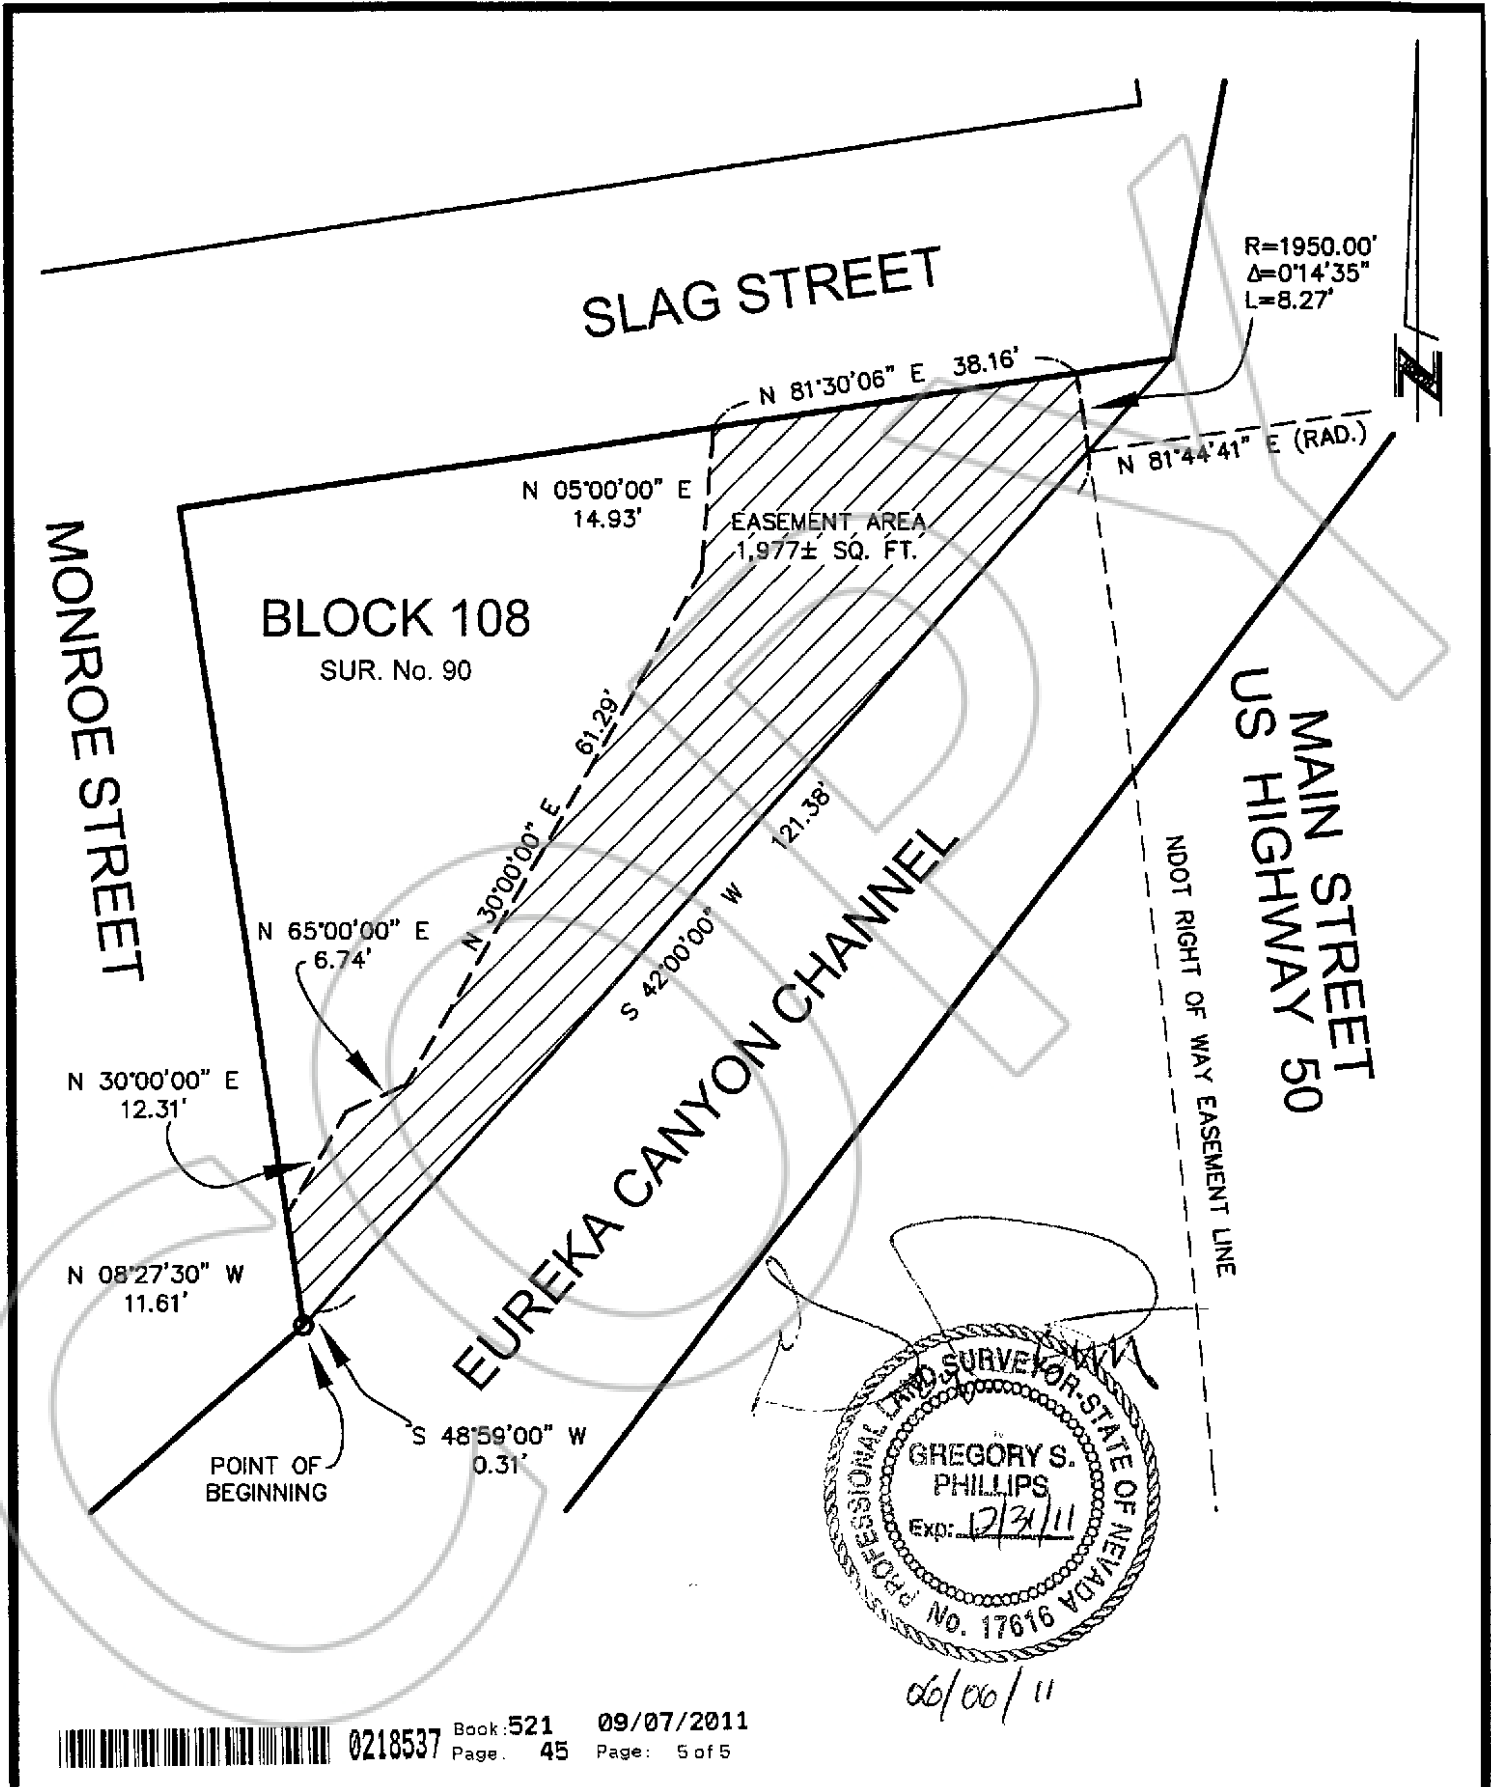 SLAG STREET
R=1950.00'
Δ=0°14'35"
L=8.27'
N 81°30'06" E 38.16'
N 81°44'41" E (RAD.)
N
N 05°00'00" E
14.93'
EASEMENT AREA
1,977± SQ. FT.
MONROE STREET
BLOCK 108
SUR. No. 90
61.29'
N 30°00'00" E
121.38'
S 42°00'00" W
MAIN STREET
US HIGHWAY 50
NDOT RIGHT OF WAY EASEMENT LINE
EUREKA CANYON CHANNEL
N 65°00'00" E
6.74'
N 30°00'00" E
12.31'
N 08°27'30" W
11.61'
S 48°59'00" W
0.31'
POINT OF
BEGINNING
PROFESSIONAL LAND SURVEYOR-STATE OF NEVADA
GREGORY S.
PHILLIPS
Exp: 12/31/11
No. 17616
06/06/11
COPY
0218537
Book: 521 09/07/2011
Page. 45 Page: 5 of 5